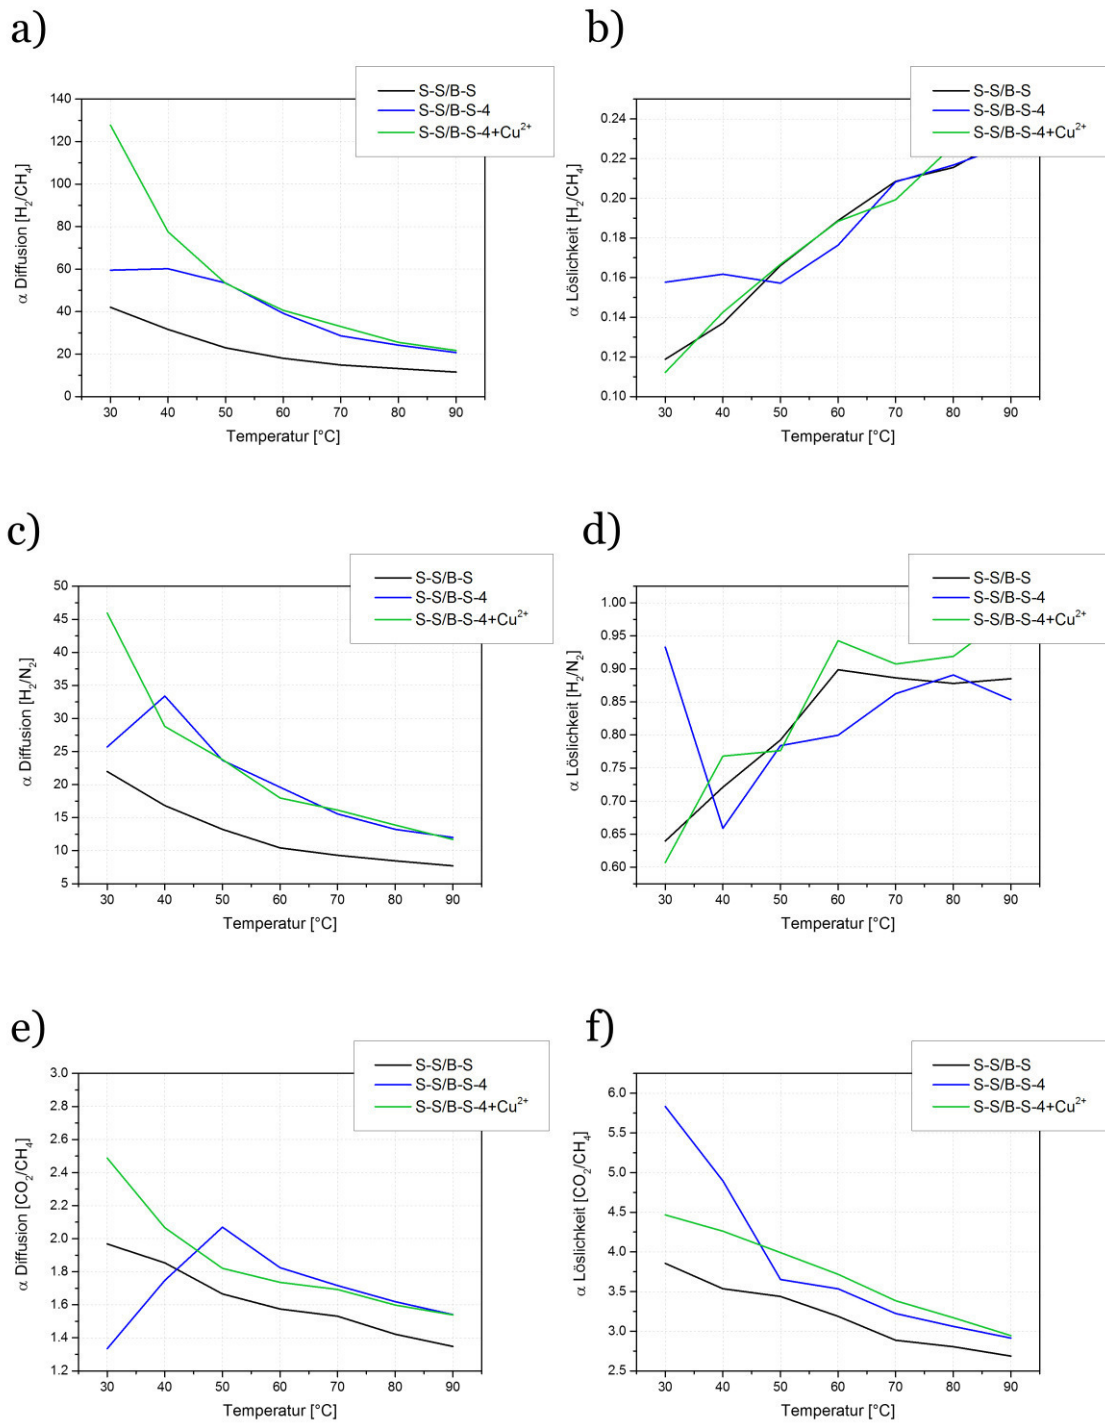 a)
S-S/B-S
S-S/B-S-4
S-S/B-S-4+Cu²⁺
140
120
100
80
60
40
20
0
α Diffusion [H₂/CH₄]
30 40 50 60 70 80 90
Temperatur [°C]
b)
S-S/B-S
S-S/B-S-4
S-S/B-S-4+Cu²⁺
0.24
0.22
0.20
0.18
0.16
0.14
0.12
0.10
α Löslichkeit [H₂/CH₄]
30 40 50 60 70 80 90
Temperatur [°C]
c)
S-S/B-S
S-S/B-S-4
S-S/B-S-4+Cu²⁺
50
45
40
35
30
25
20
15
10
5
α Diffusion [H₂/N₂]
30 40 50 60 70 80 90
Temperatur [°C]
d)
S-S/B-S
S-S/B-S-4
S-S/B-S-4+Cu²⁺
1.00
0.95
0.90
0.85
0.80
0.75
0.70
0.65
0.60
α Löslichkeit [H₂/N₂]
30 40 50 60 70 80 90
Temperatur [°C]
e)
S-S/B-S
S-S/B-S-4
S-S/B-S-4+Cu²⁺
3.0
2.8
2.6
2.4
2.2
2.0
1.8
1.6
1.4
1.2
α Diffusion [CO₂/CH₄]
30 40 50 60 70 80 90
Temperatur [°C]
f)
S-S/B-S
S-S/B-S-4
S-S/B-S-4+Cu²⁺
6.0
5.5
5.0
4.5
4.0
3.5
3.0
2.5
α Löslichkeit [CO₂/CH₄]
30 40 50 60 70 80 90
Temperatur [°C]